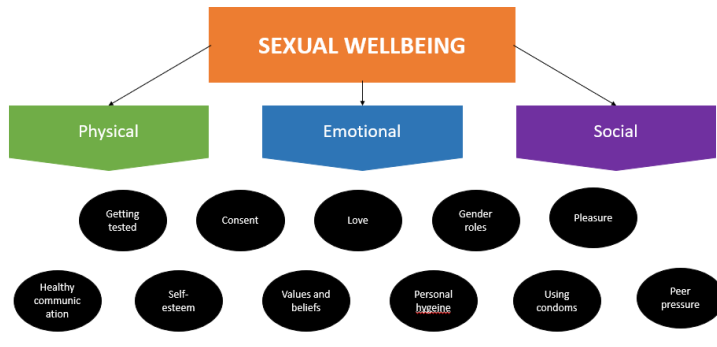 SEXUAL WELLBEING
Physical
Emotional
Social
Getting
tested
Consent
Love
Gender
roles
Pleasure
Healthy
communic
ation
Self-
esteem
Values and
beliefs
Personal
hygeine
Using
condoms
Peer
pressure